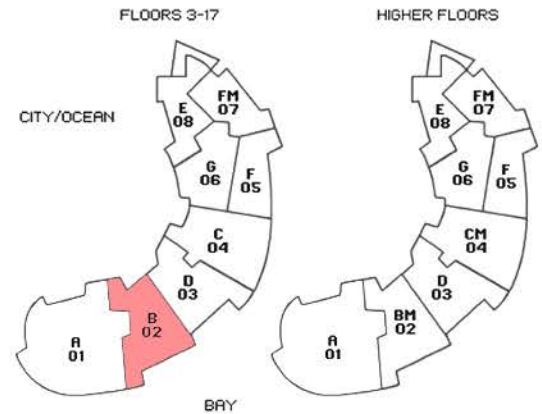 FLOORS 3-17
HIGHER FLOORS
CITY/OCEAN
E
08
FM
07
G
06
F
05
C
04
D
03
B
02
A
01
E
08
FM
07
G
06
F
05
CM
04
D
03
BM
02
A
01
BAY